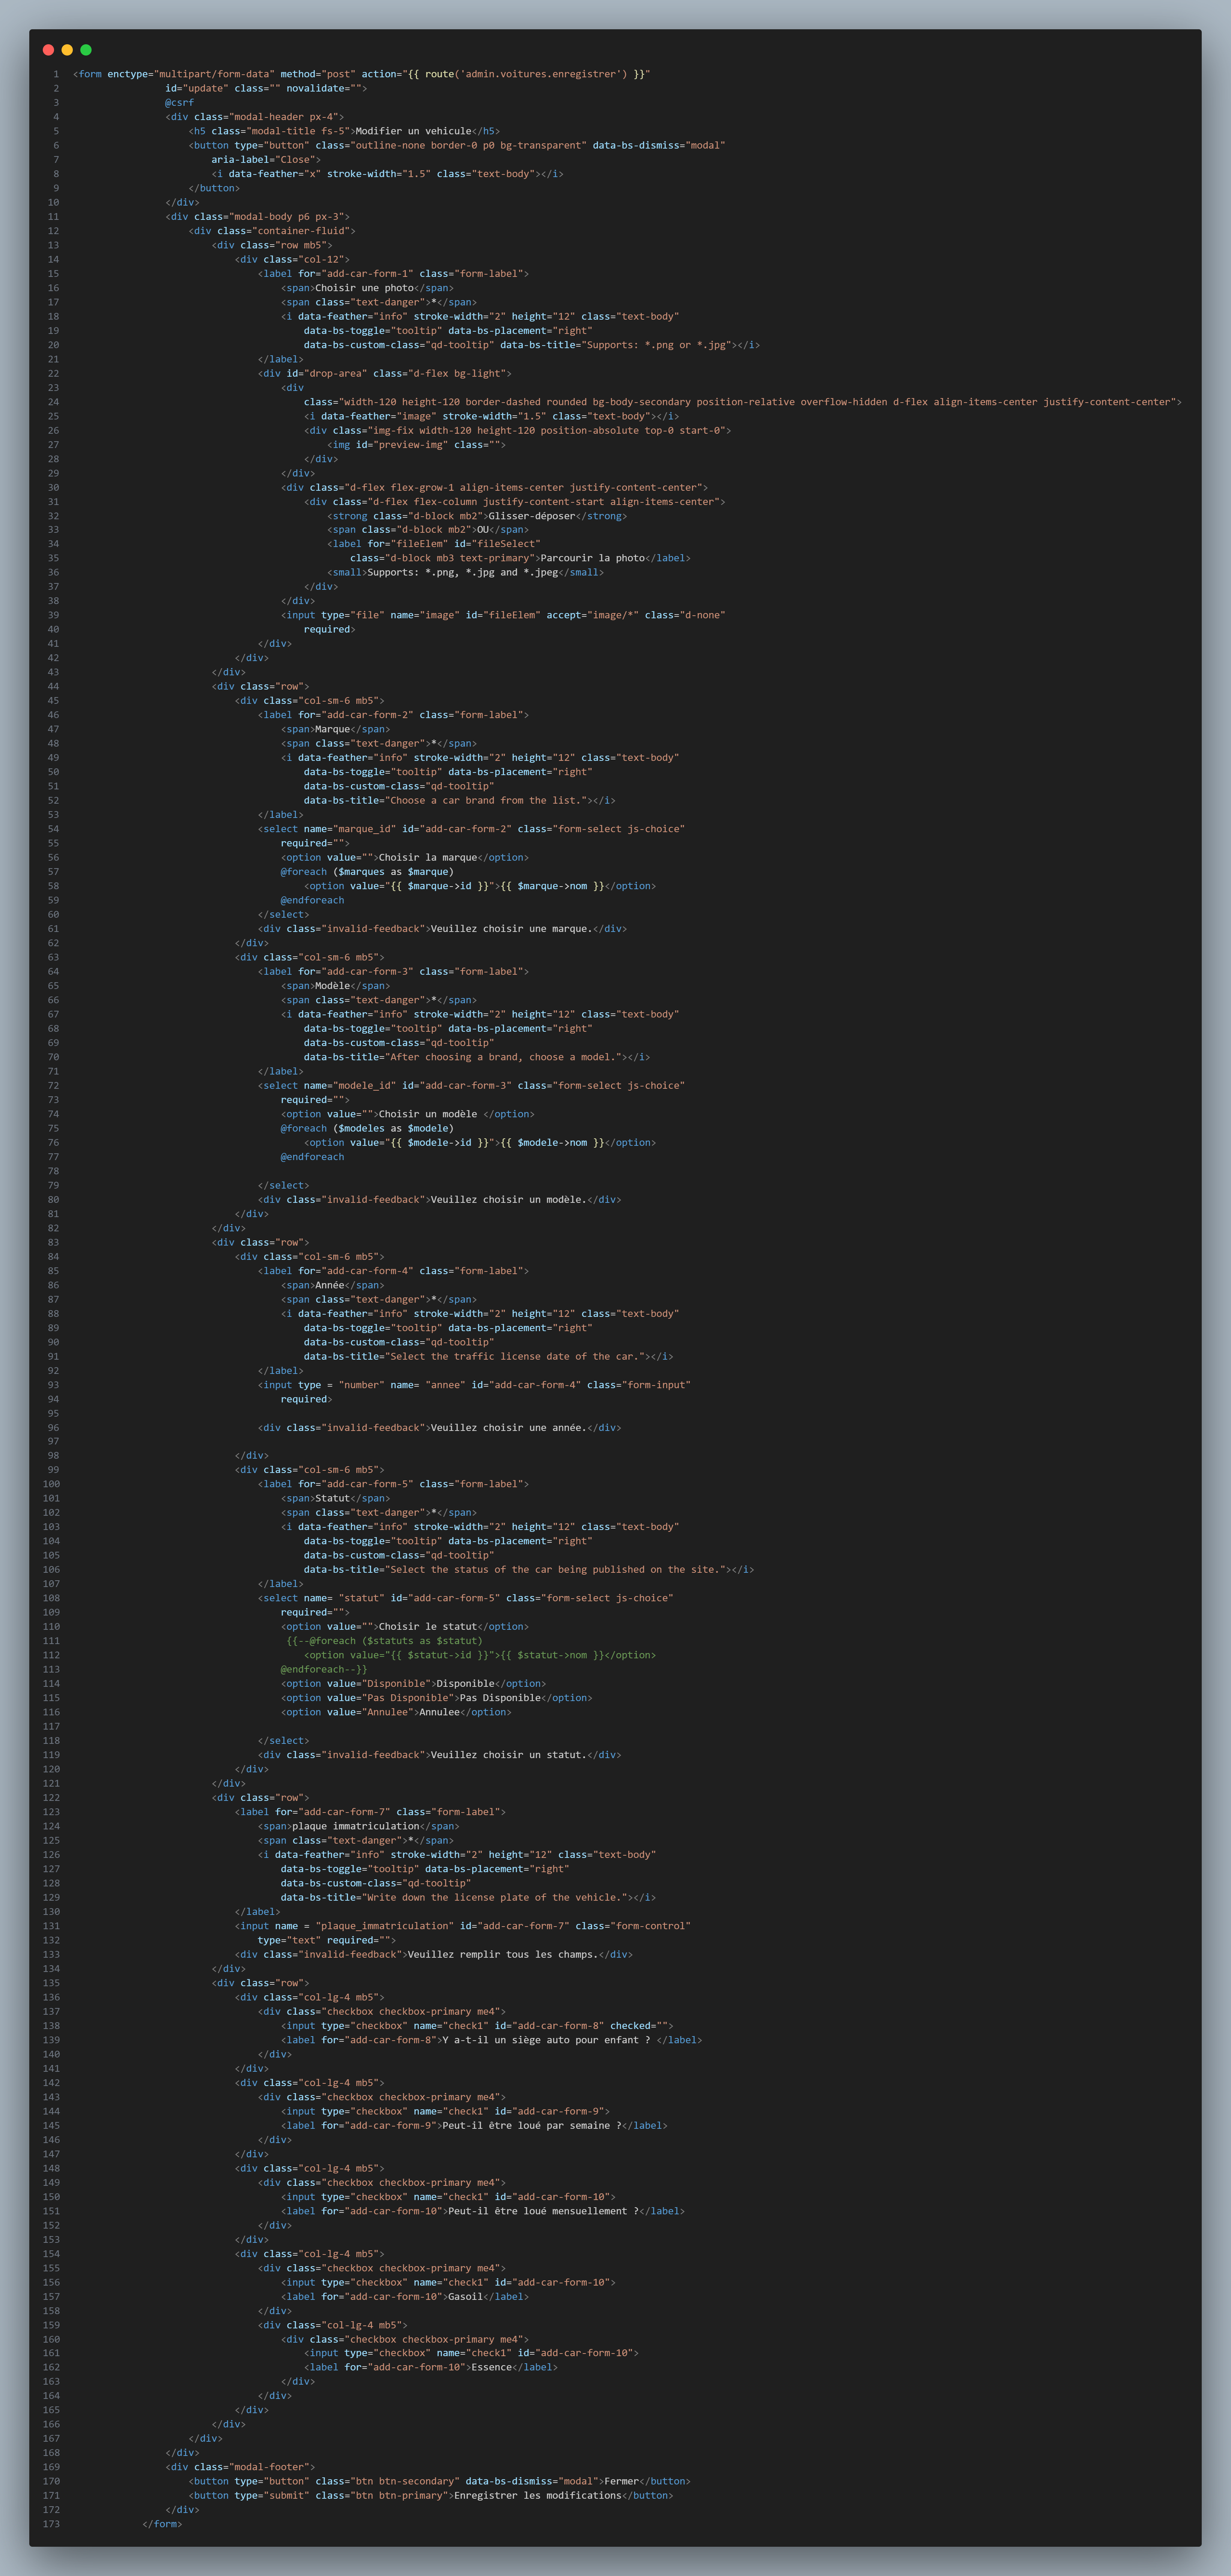 1 <form enctype="multipart/form-data" method="post" action="{{ route('admin.voitures.enregistrer') }}"
2 id="update" class="" novalidate="">
3 @csrf
4 <div class="modal-header px-4">
5 <h5 class="modal-title fs-5">Modifier un vehicule</h5>
6 <button type="button" class="outline-none border-0 p0 bg-transparent" data-bs-dismiss="modal"
7 aria-label="Close">
8 <i data-feather="x" stroke-width="1.5" class="text-body"></i>
9 </button>
10 </div>
11 <div class="modal-body p6 px-3">
12 <div class="container-fluid">
13 <div class="row mb5">
14 <div class="col-12">
15 <label for="add-car-form-1" class="form-label">
16 <span>Choisir une photo</span>
17 <span class="text-danger">*</span>
18 <i data-feather="info" stroke-width="2" height="12" class="text-body"
19 data-bs-toggle="tooltip" data-bs-placement="right"
20 data-bs-custom-class="qd-tooltip" data-bs-title="Supports: *.png or *.jpg"></i>
21 </label>
22 <div id="drop-area" class="d-flex bg-light">
23 <div
24 class="width-120 height-120 border-dashed rounded bg-body-secondary position-relative overflow-hidden d-flex align-items-center justify-content-center">
25 <i data-feather="image" stroke-width="1.5" class="text-body"></i>
26 <div class="img-fix width-120 height-120 position-absolute top-0 start-0">
27 <img id="preview-img" class="">
28 </div>
29 </div>
30 <div class="d-flex flex-grow-1 align-items-center justify-content-center">
31 <div class="d-flex flex-column justify-content-start align-items-center">
32 <strong class="d-block mb2">Glisser-déposer</strong>
33 <span class="d-block mb2">OU</span>
34 <label for="fileElem" id="fileSelect"
35 class="d-block mb3 text-primary">Parcourir la photo</label>
36 <small>Supports: *.png, *.jpg and *.jpeg</small>
37 </div>
38 </div>
39 <input type="file" name="image" id="fileElem" accept="image/*" class="d-none"
40 required>
41 </div>
42 </div>
43 </div>
44 <div class="row">
45 <div class="col-sm-6 mb5">
46 <label for="add-car-form-2" class="form-label">
47 <span>Marque</span>
48 <span class="text-danger">*</span>
49 <i data-feather="info" stroke-width="2" height="12" class="text-body"
50 data-bs-toggle="tooltip" data-bs-placement="right"
51 data-bs-custom-class="qd-tooltip"
52 data-bs-title="Choose a car brand from the list."></i>
53 </label>
54 <select name="marque_id" id="add-car-form-2" class="form-select js-choice"
55 required="">
56 <option value="">Choisir la marque</option>
57 @foreach ($marques as $marque)
58 <option value="{{ $marque->id }}">{{ $marque->nom }}</option>
59 @endforeach
60 </select>
61 <div class="invalid-feedback">Veuillez choisir une marque.</div>
62 </div>
63 <div class="col-sm-6 mb5">
64 <label for="add-car-form-3" class="form-label">
65 <span>Modèle</span>
66 <span class="text-danger">*</span>
67 <i data-feather="info" stroke-width="2" height="12" class="text-body"
68 data-bs-toggle="tooltip" data-bs-placement="right"
69 data-bs-custom-class="qd-tooltip"
70 data-bs-title="After choosing a brand, choose a model."></i>
71 </label>
72 <select name="modele_id" id="add-car-form-3" class="form-select js-choice"
73 required="">
74 <option value="">Choisir un modèle </option>
75 @foreach ($modeles as $modele)
76 <option value="{{ $modele->id }}">{{ $modele->nom }}</option>
77 @endforeach
78
79 </select>
80 <div class="invalid-feedback">Veuillez choisir un modèle.</div>
81 </div>
82 </div>
83 <div class="row">
84 <div class="col-sm-6 mb5">
85 <label for="add-car-form-4" class="form-label">
86 <span>Année</span>
87 <span class="text-danger">*</span>
88 <i data-feather="info" stroke-width="2" height="12" class="text-body"
89 data-bs-toggle="tooltip" data-bs-placement="right"
90 data-bs-custom-class="qd-tooltip"
91 data-bs-title="Select the traffic license date of the car."></i>
92 </label>
93 <input type = "number" name= "annee" id="add-car-form-4" class="form-input"
94 required>
95
96 <div class="invalid-feedback">Veuillez choisir une année.</div>
97
98 </div>
99 <div class="col-sm-6 mb5">
100 <label for="add-car-form-5" class="form-label">
101 <span>Statut</span>
102 <span class="text-danger">*</span>
103 <i data-feather="info" stroke-width="2" height="12" class="text-body"
104 data-bs-toggle="tooltip" data-bs-placement="right"
105 data-bs-custom-class="qd-tooltip"
106 data-bs-title="Select the status of the car being published on the site."></i>
107 </label>
108 <select name= "statut" id="add-car-form-5" class="form-select js-choice"
109 required="">
110 <option value="">Choisir le statut</option>
111 {{--@foreach ($statuts as $statut)
112 <option value="{{ $statut->id }}">{{ $statut->nom }}</option>
113 @endforeach--}}
114 <option value="Disponible">Disponible</option>
115 <option value="Pas Disponible">Pas Disponible</option>
116 <option value="Annulee">Annulee</option>
117
118 </select>
119 <div class="invalid-feedback">Veuillez choisir un statut.</div>
120 </div>
121 </div>
122 <div class="row">
123 <label for="add-car-form-7" class="form-label">
124 <span>plaque immatriculation</span>
125 <span class="text-danger">*</span>
126 <i data-feather="info" stroke-width="2" height="12" class="text-body"
127 data-bs-toggle="tooltip" data-bs-placement="right"
128 data-bs-custom-class="qd-tooltip"
129 data-bs-title="Write down the license plate of the vehicle."></i>
130 </label>
131 <input name = "plaque_immatriculation" id="add-car-form-7" class="form-control"
132 type="text" required="">
133 <div class="invalid-feedback">Veuillez remplir tous les champs.</div>
134 </div>
135 <div class="row">
136 <div class="col-lg-4 mb5">
137 <div class="checkbox checkbox-primary me4">
138 <input type="checkbox" name="check1" id="add-car-form-8" checked="">
139 <label for="add-car-form-8">Y a-t-il un siège auto pour enfant ? </label>
140 </div>
141 </div>
142 <div class="col-lg-4 mb5">
143 <div class="checkbox checkbox-primary me4">
144 <input type="checkbox" name="check1" id="add-car-form-9">
145 <label for="add-car-form-9">Peut-il être loué par semaine ?</label>
146 </div>
147 </div>
148 <div class="col-lg-4 mb5">
149 <div class="checkbox checkbox-primary me4">
150 <input type="checkbox" name="check1" id="add-car-form-10">
151 <label for="add-car-form-10">Peut-il être loué mensuellement ?</label>
152 </div>
153 </div>
154 <div class="col-lg-4 mb5">
155 <div class="checkbox checkbox-primary me4">
156 <input type="checkbox" name="check1" id="add-car-form-10">
157 <label for="add-car-form-10">Gasoil</label>
158 </div>
159 <div class="col-lg-4 mb5">
160 <div class="checkbox checkbox-primary me4">
161 <input type="checkbox" name="check1" id="add-car-form-10">
162 <label for="add-car-form-10">Essence</label>
163 </div>
164 </div>
165 </div>
166 </div>
167 </div>
168 </div>
169 <div class="modal-footer">
170 <button type="button" class="btn btn-secondary" data-bs-dismiss="modal">Fermer</button>
171 <button type="submit" class="btn btn-primary">Enregistrer les modifications</button>
172 </div>
173 </form>